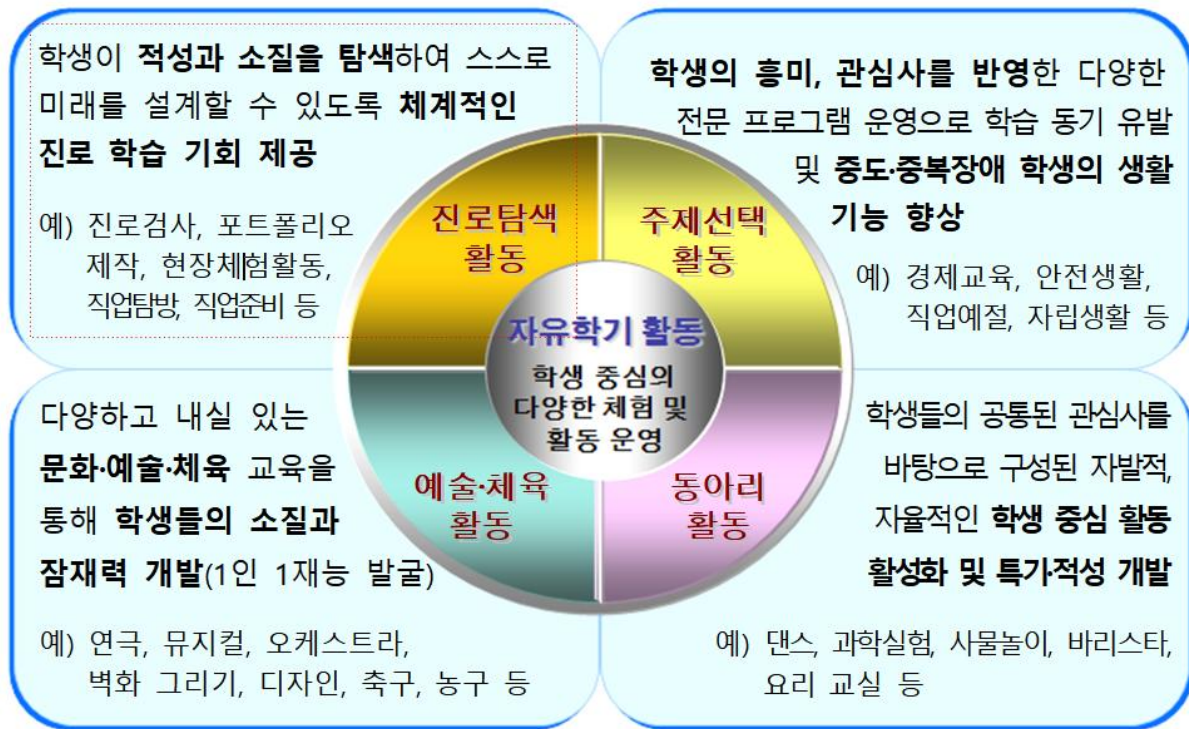 학생이 적성과 소질을 탐색하여 스스로
미래를 설계할 수 있도록 체계적인
진로 학습 기회 제공
예) 진로검사, 포트폴리오
제작, 현장체험활동,
직업탐방, 직업준비 등
학생의 흥미, 관심사를 반영한 다양한
전문 프로그램 운영으로 학습 동기 유발
및 중도·중복장애 학생의 생활
기능 향상
예) 경제교육, 안전생활,
직업예절, 자립생활 등
진로탐색
활동
주제선택
활동
자유학기 활동
학생 중심의
다양한 체험 및
활동 운영
예술·체육
활동
동아리
활동
다양하고 내실 있는
문화·예술·체육 교육을
통해 학생들의 소질과
잠재력 개발(1인 1재능 발굴)
예) 연극, 뮤지컬, 오케스트라,
벽화 그리기, 디자인, 축구, 농구 등
학생들의 공통된 관심사를
바탕으로 구성된 자발적,
자율적인 학생 중심 활동
활성화 및 특기·적성 개발
예) 댄스, 과학실험, 사물놀이, 바리스타,
요리 교실 등